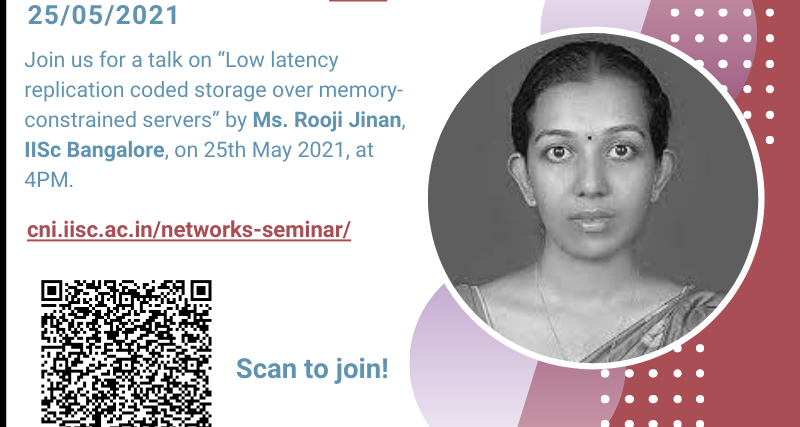 25/05/2021
Join us for a talk on “Low latency
replication coded storage over memory-
constrained servers” by Ms. Rooji Jinan,
IISc Bangalore, on 25th May 2021, at
4PM.
cni.iisc.ac.in/networks-seminar/
Scan to join!